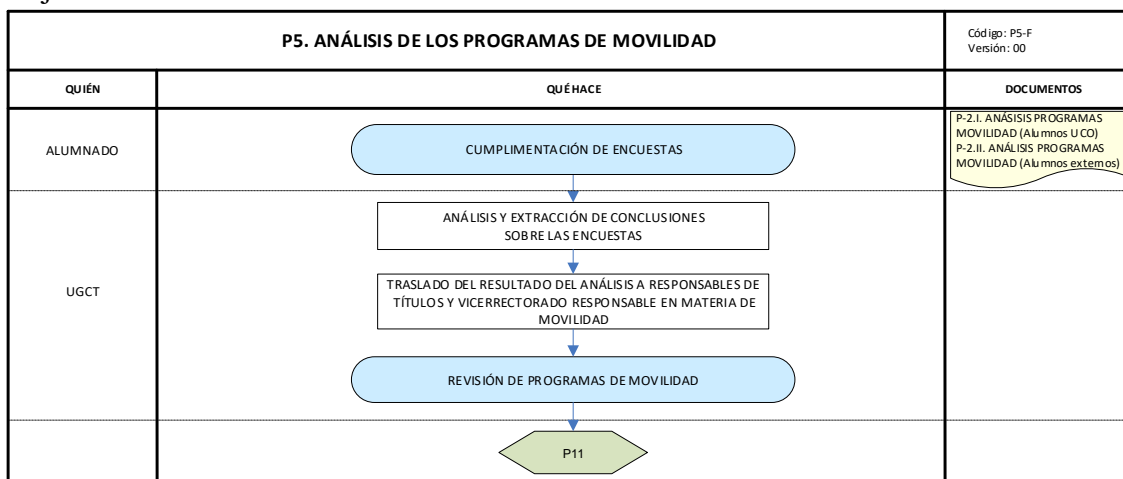 P5. ANÁLISIS DE LOS PROGRAMAS DE MOVILIDAD
Código: P5-F
Versión: 00
QUIÉN
QUÉ HACE
DOCUMENTOS
ALUMNADO
CUMPLIMENTACIÓN DE ENCUESTAS
P-2.I. ANÁSISIS PROGRAMAS
MOVILIDAD (Alumnos UCO)
P-2.II. ANÁLISIS PROGRAMAS
MOVILIDAD (Alumnos externos)
UGCT
ANÁLISIS Y EXTRACCIÓN DE CONCLUSIONES
SOBRE LAS ENCUESTAS
TRASLADO DEL RESULTADO DEL ANÁLISIS A RESPONSABLES DE
TÍTULOS Y VICERRECTORADO RESPONSABLE EN MATERIA DE
MOVILIDAD
REVISIÓN DE PROGRAMAS DE MOVILIDAD
P11